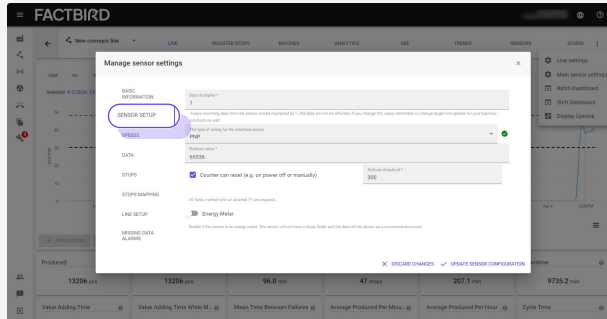 FACTBIRD
New conveyor line
LIVE
REGISTER STOPS
BATCHES
ANALYTICS
OEE
TRENDS
SENSORS
Line settings
Main sensor settings
Batch Dashboard
Shift Dashboard
Display Options
Manage sensor settings
BASIC INFORMATION
SENSOR SETUP
SPEEDS
DATA
STOPS
STOPS MAPPING
LINE SETUP
MISSING DATA ALARMS
Data multiplier *
1
Future incoming data from the sensor will be multiplied by 1. Old data will not be affected. If you change this value remember to change target line speeds for your batches / products as well
The type of wiring for the attached sensor
PNP
Rollover value *
65536
Counter can reset (e.g. on power off or manually)
Rollover threshold *
300
All fields marked with an asterisk (*) are required.
Energy Meter
Enable if the sensor is an energy meter. The sensor will not have a stops finder and the data will be shown as a consumed resource
DISCARD CHANGES
UPDATE SENSOR CONFIGURATION
Produced
13206 pcs
13206 pcs
96.0 min
47 stops
207.1 min
9735.2 min
Value Adding Time
Value Adding Time While M...
Mean Time Between Failures
Average Produced Per Minu...
Average Produced Per Hour
Cycle Time